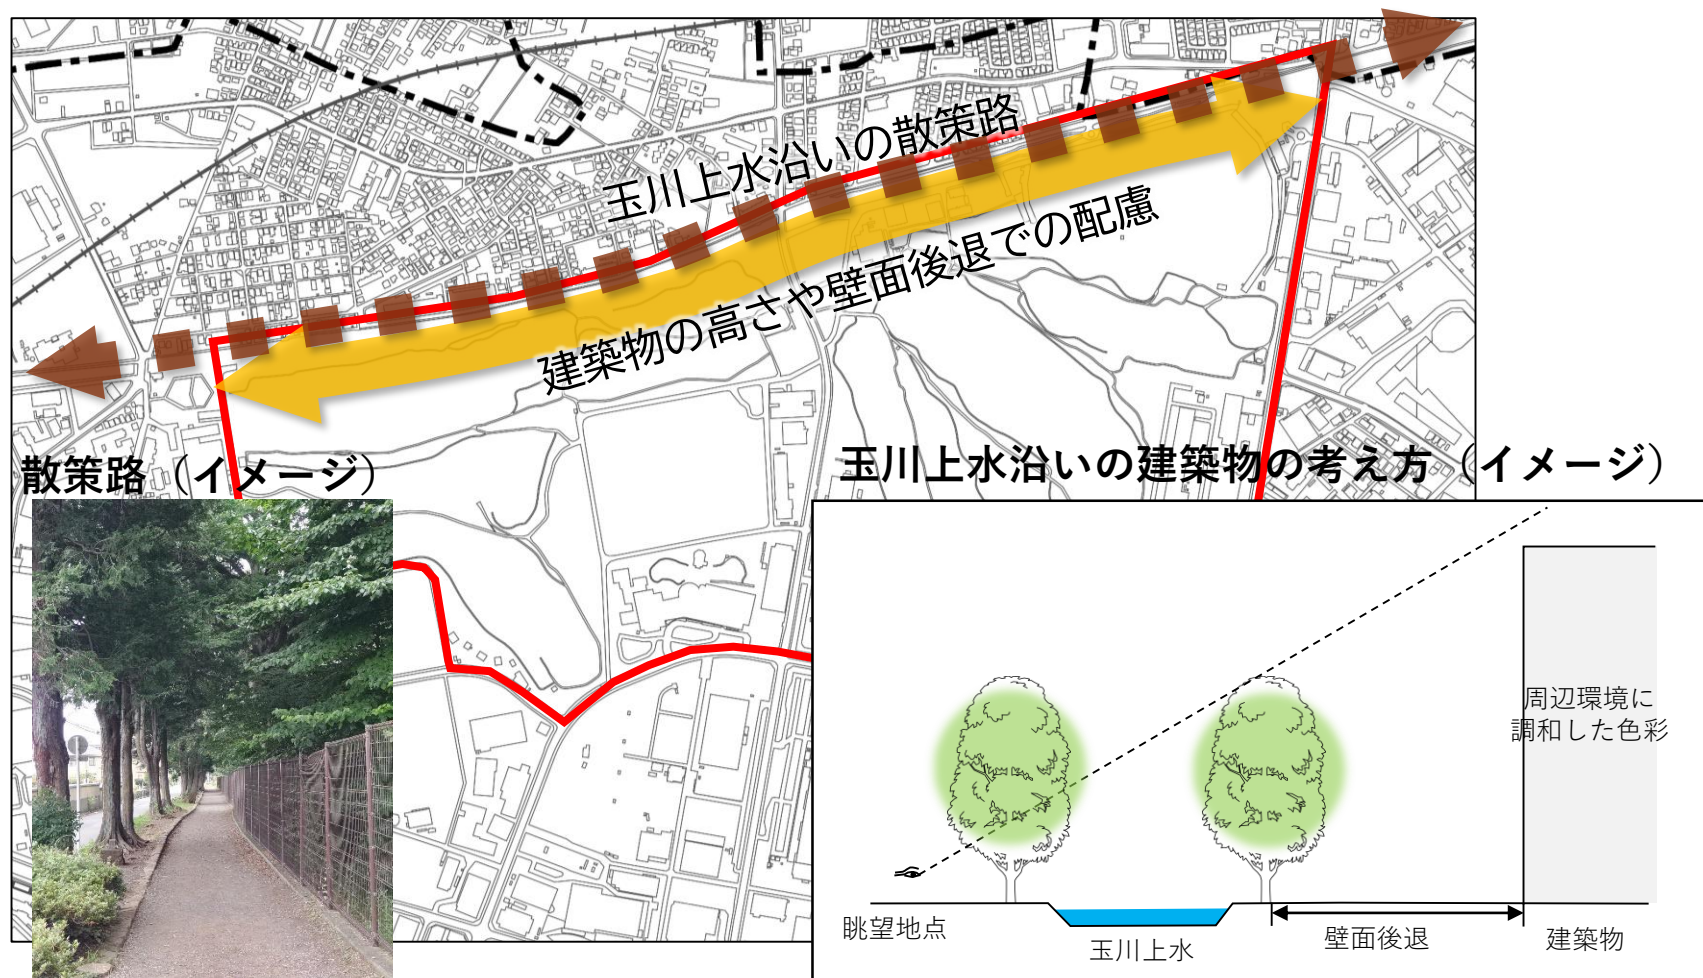 玉川上水沿いの散策路
建築物の高さや壁面後退での配慮
散策路（イメージ）
玉川上水沿いの建築物の考え方（イメージ）
周辺環境に
調和した色彩
眺望地点
玉川上水
壁面後退
建築物